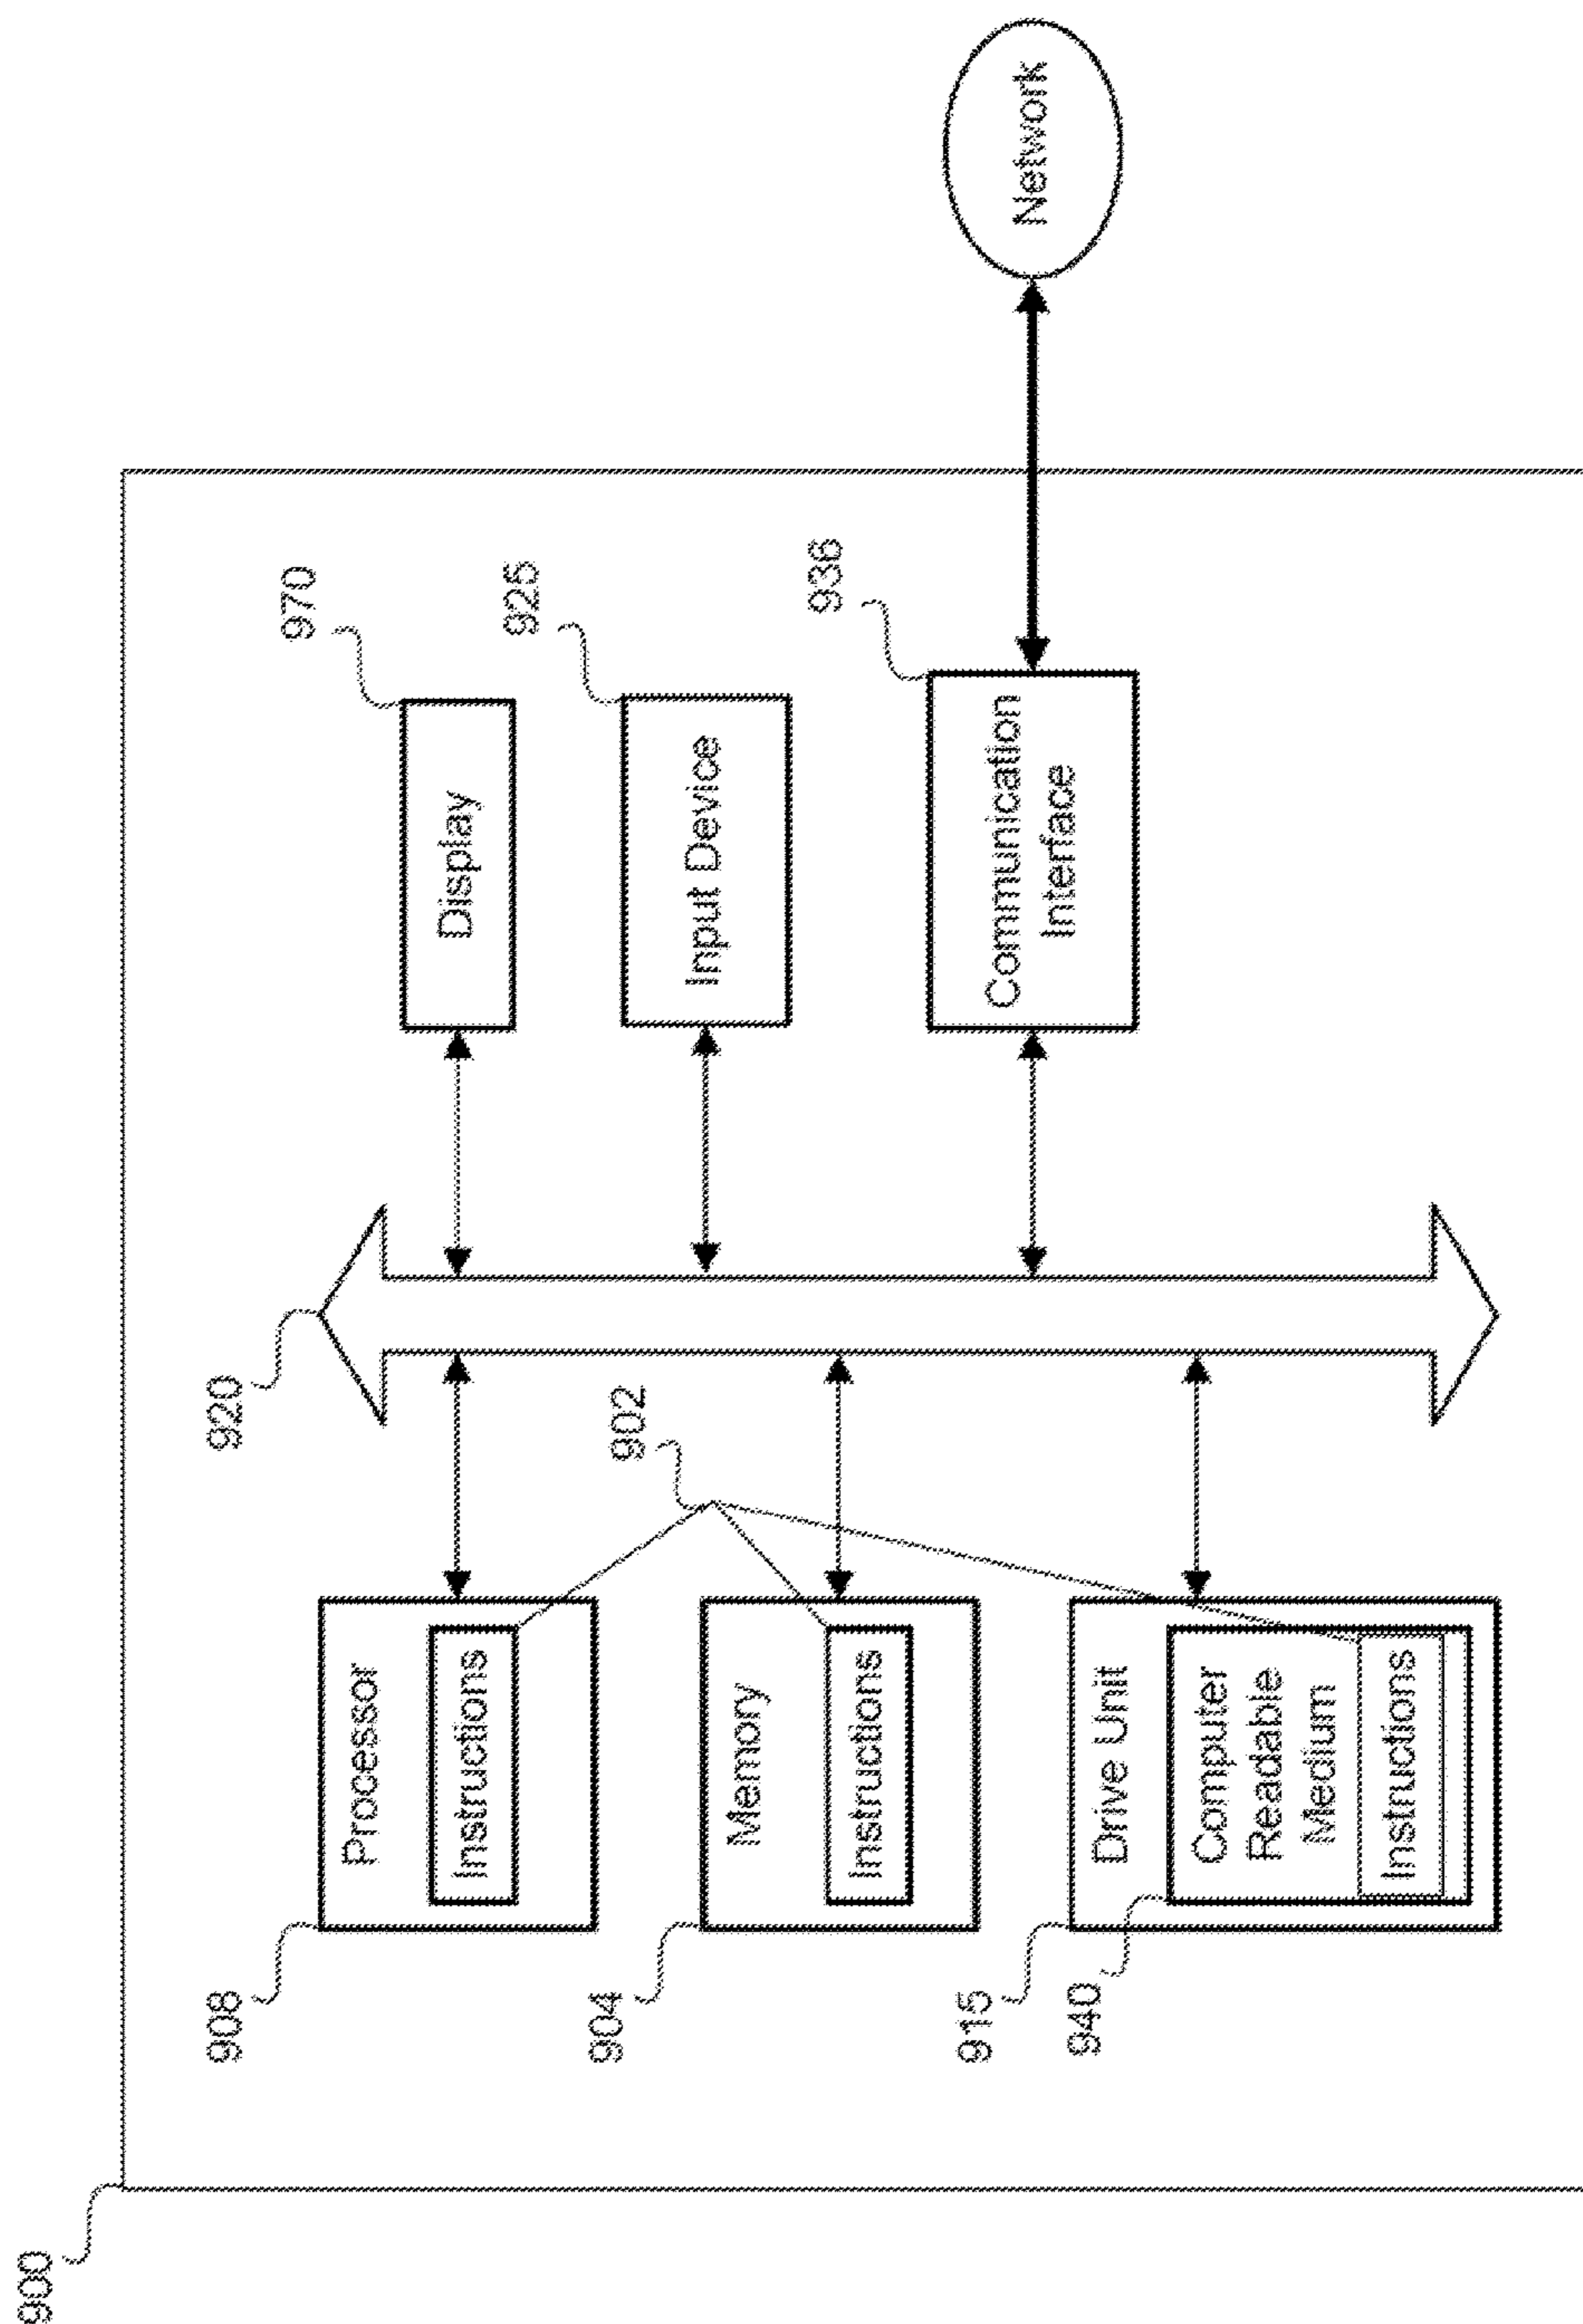 900
908
Processor
Instructions
920
970
Display
902
925
Input Device
904
Memory
Instructions
936
Communication
Interface
Network
915
Drive Unit
940
Computer
Readable
Medium
Instructions